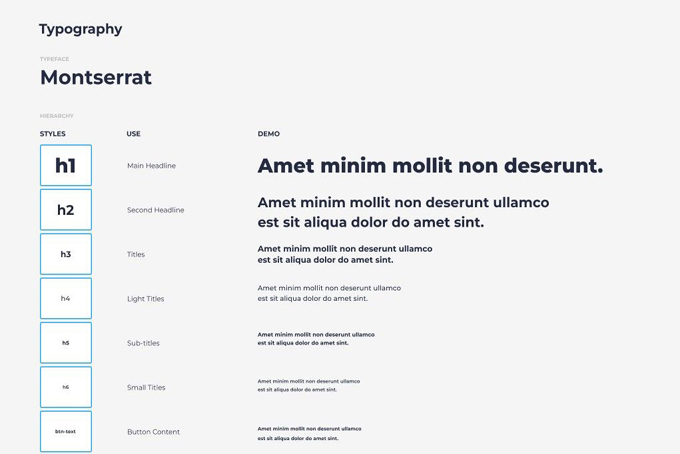 Typography
TYPEFACE
Montserrat
HIERARCHY
STYLES USE DEMO
h1 Main Headline Amet minim mollit non deserunt.
h2 Second Headline Amet minim mollit non deserunt ullamco
est sit aliqua dolor do amet sint.
h3 Titles Amet minim mollit non deserunt ullamco
est sit aliqua dolor do amet sint.
h4 Light Titles Amet minim mollit non deserunt ullamco
est sit aliqua dolor do amet sint.
h5 Sub-titles Amet minim mollit non deserunt ullamco
est sit aliqua dolor do amet sint.
h6 Small Titles Amet minim mollit non deserunt ullamco
est sit aliqua dolor do amet sint.
btn-text Button Content Amet minim mollit non deserunt ullamco
est sit aliqua dolor do amet sint.